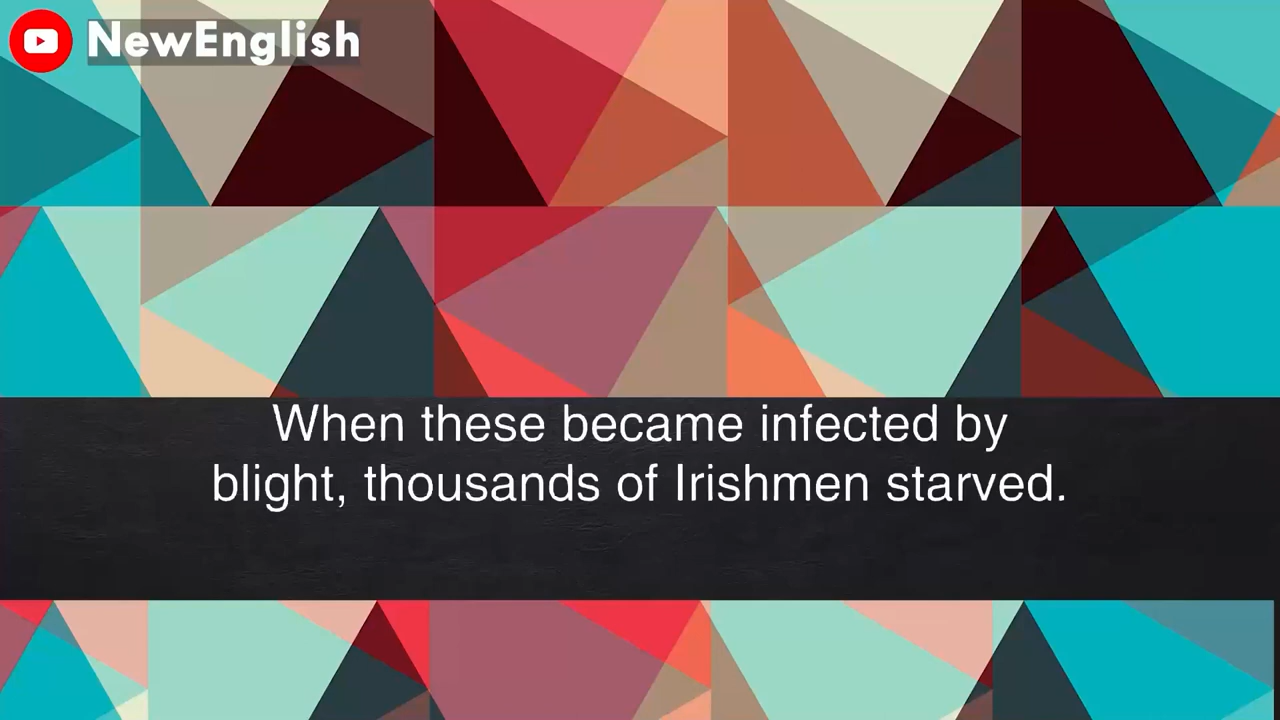 NewEnglish
When these became infected by
blight, thousands of Irishmen starved.